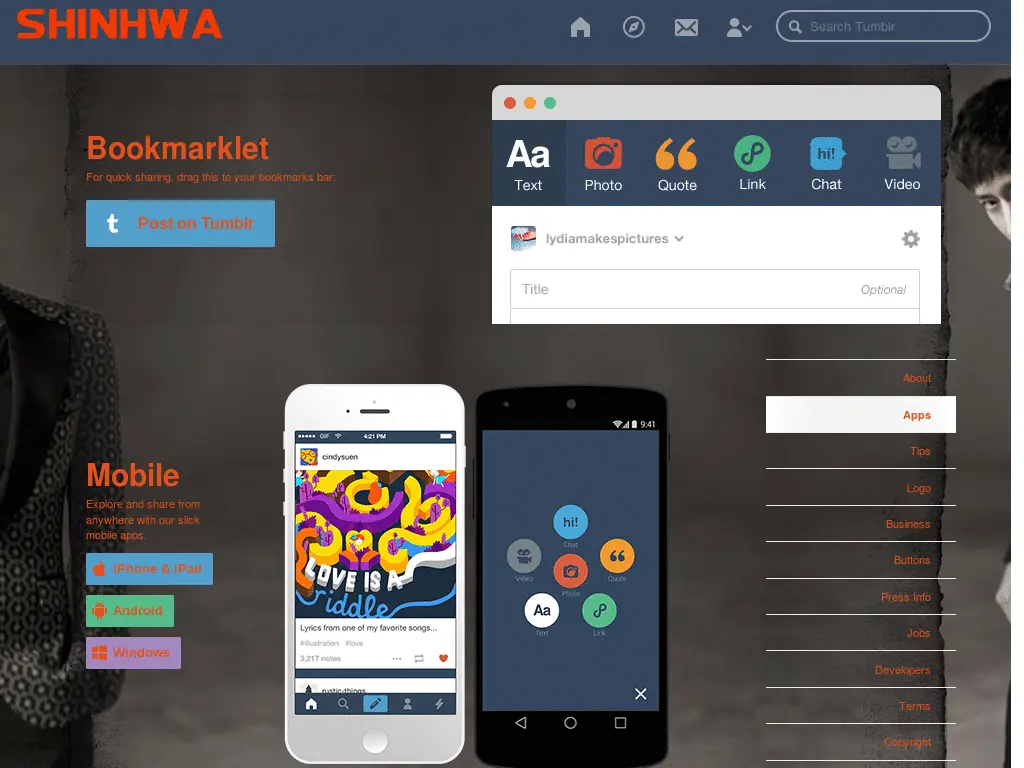 SHINHWA
Search Tumblr
Bookmarklet
For quick sharing, drag this to your bookmarks bar:
t Post on Tumblr
Aa
Text
Photo
Quote
Link
hi!
Chat
Video
lydiamakespictures
Title
Optional
About
Apps
Tips
Logo
Business
Buttons
Press Info
Jobs
Developers
Terms
Copyright
Mobile
Explore and share from
anywhere with our slick
mobile apps.
iPhone & iPad
Android
Windows
GIF
4:21 PM
cindysuen
LOVE IS A
riddle
Lyrics from one of my favorite songs...
#illustration #love
3,217 notes
rustic-things
9:41
hi!
Chat
Video
Quote
Photo
Aa
Text
Link